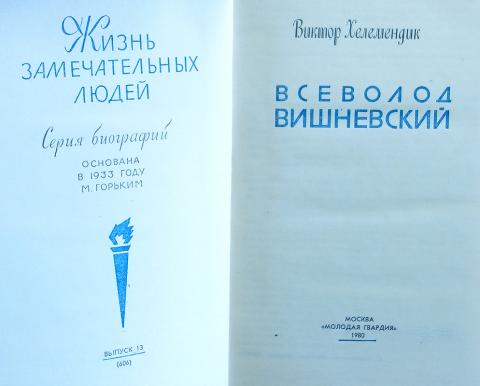 Жизнь
ЗАМЕЧАТЕЛЬНЫХ
ЛЮДЕЙ
Серия биографий
ОСНОВАНА
В 1933 ГОДУ
М. ГОРЬКИМ
ВЫПУСК 13
(606)
Виктор Хелемендик
ВСЕВОЛОД
ВИШНЕВСКИЙ
МОСКВА
«МОЛОДАЯ ГВАРДИЯ»
1980